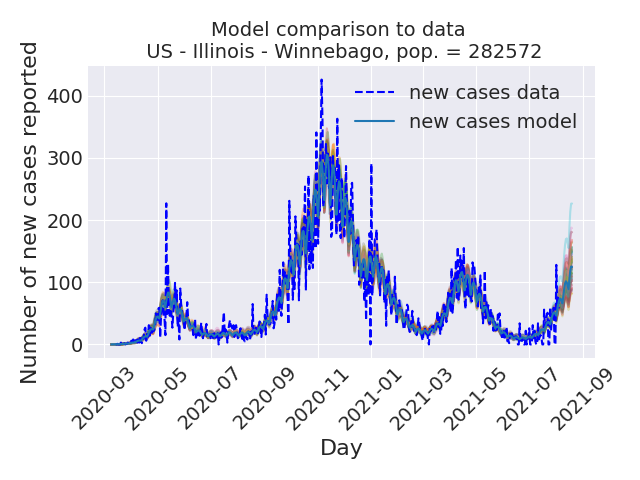 Model comparison to data
US - Illinois - Winnebago, pop. = 282572
Number of new cases reported
400
300
200
100
0
new cases data
new cases model
2020-03
2020-05
2020-07
2020-09
2020-11
2021-01
2021-03
2021-05
2021-07
2021-09
Day